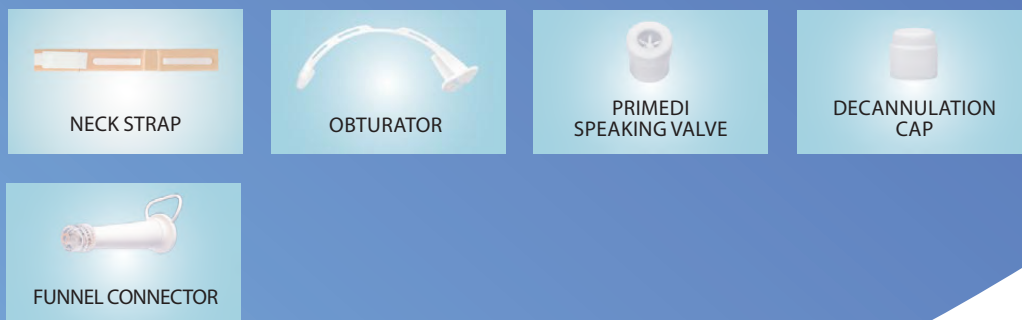 NECK STRAP
OBTURATOR
PRIMEDI
SPEAKING VALVE
DECANNULATION
CAP
FUNNEL CONNECTOR